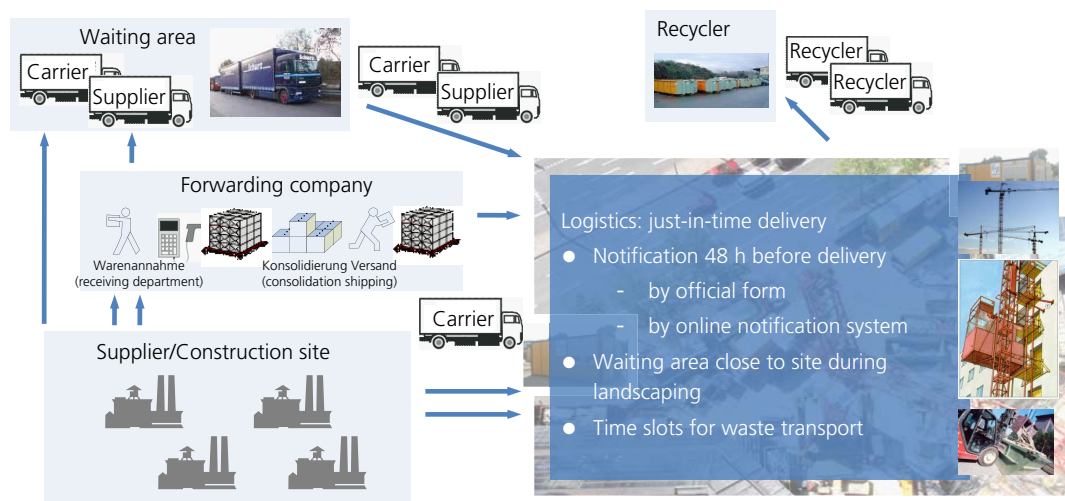 Waiting area
Carrier
Supplier
Carrier
Supplier
Recycler
Recycler
Recycler
Forwarding company
Warenannahme
(receiving department)
Konsolidierung Versand
(consolidation shipping)
Carrier
Supplier/Construction site
Logistics: just-in-time delivery
● Notification 48 h before delivery
- by official form
- by online notification system
● Waiting area close to site during
landscaping
● Time slots for waste transport